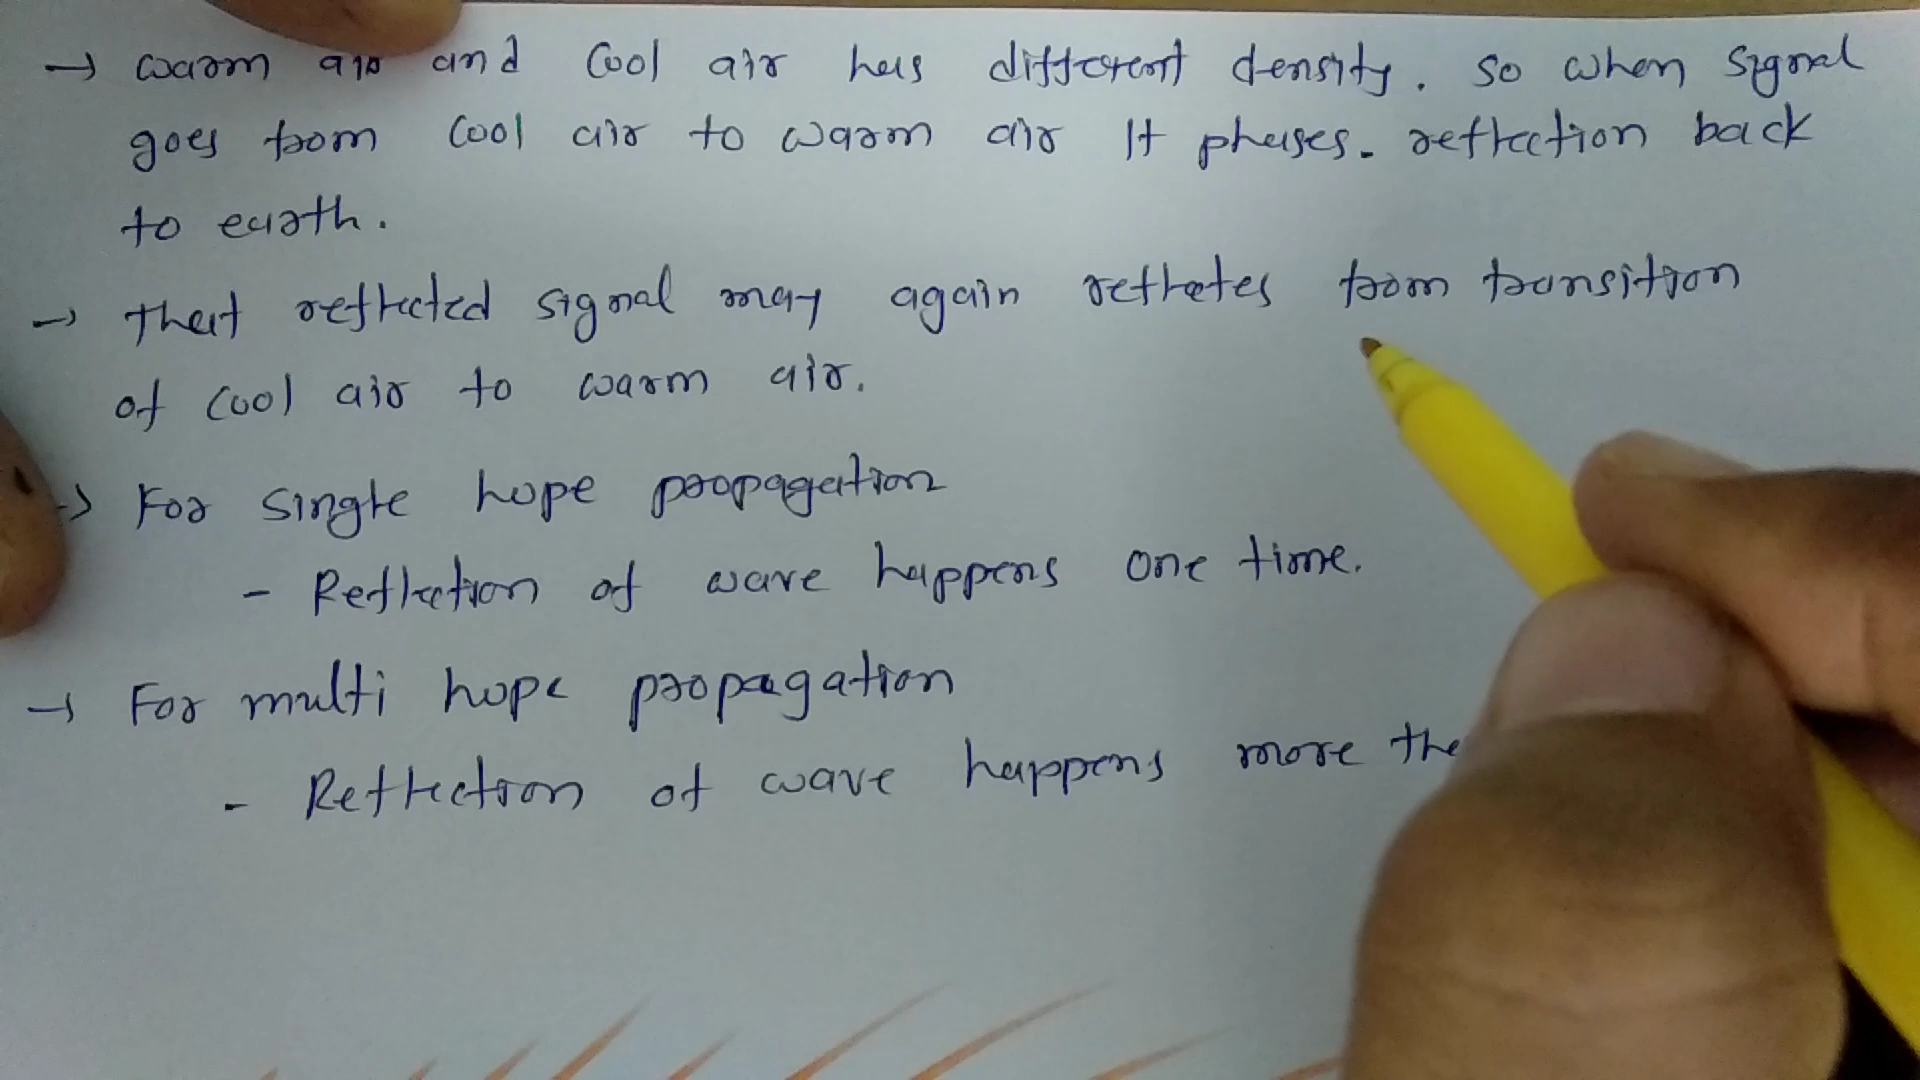 → warm air and cool air has different density. so when signal
goes from cool air to warm air It phases. reflection back
to earth.
→ that reflected signal may again refletes from transition
of cool air to warm air.
→ For single hope propagation
- Reflection of wave happens one time.
→ For multi hope propagation
- Reflection of wave happens more the